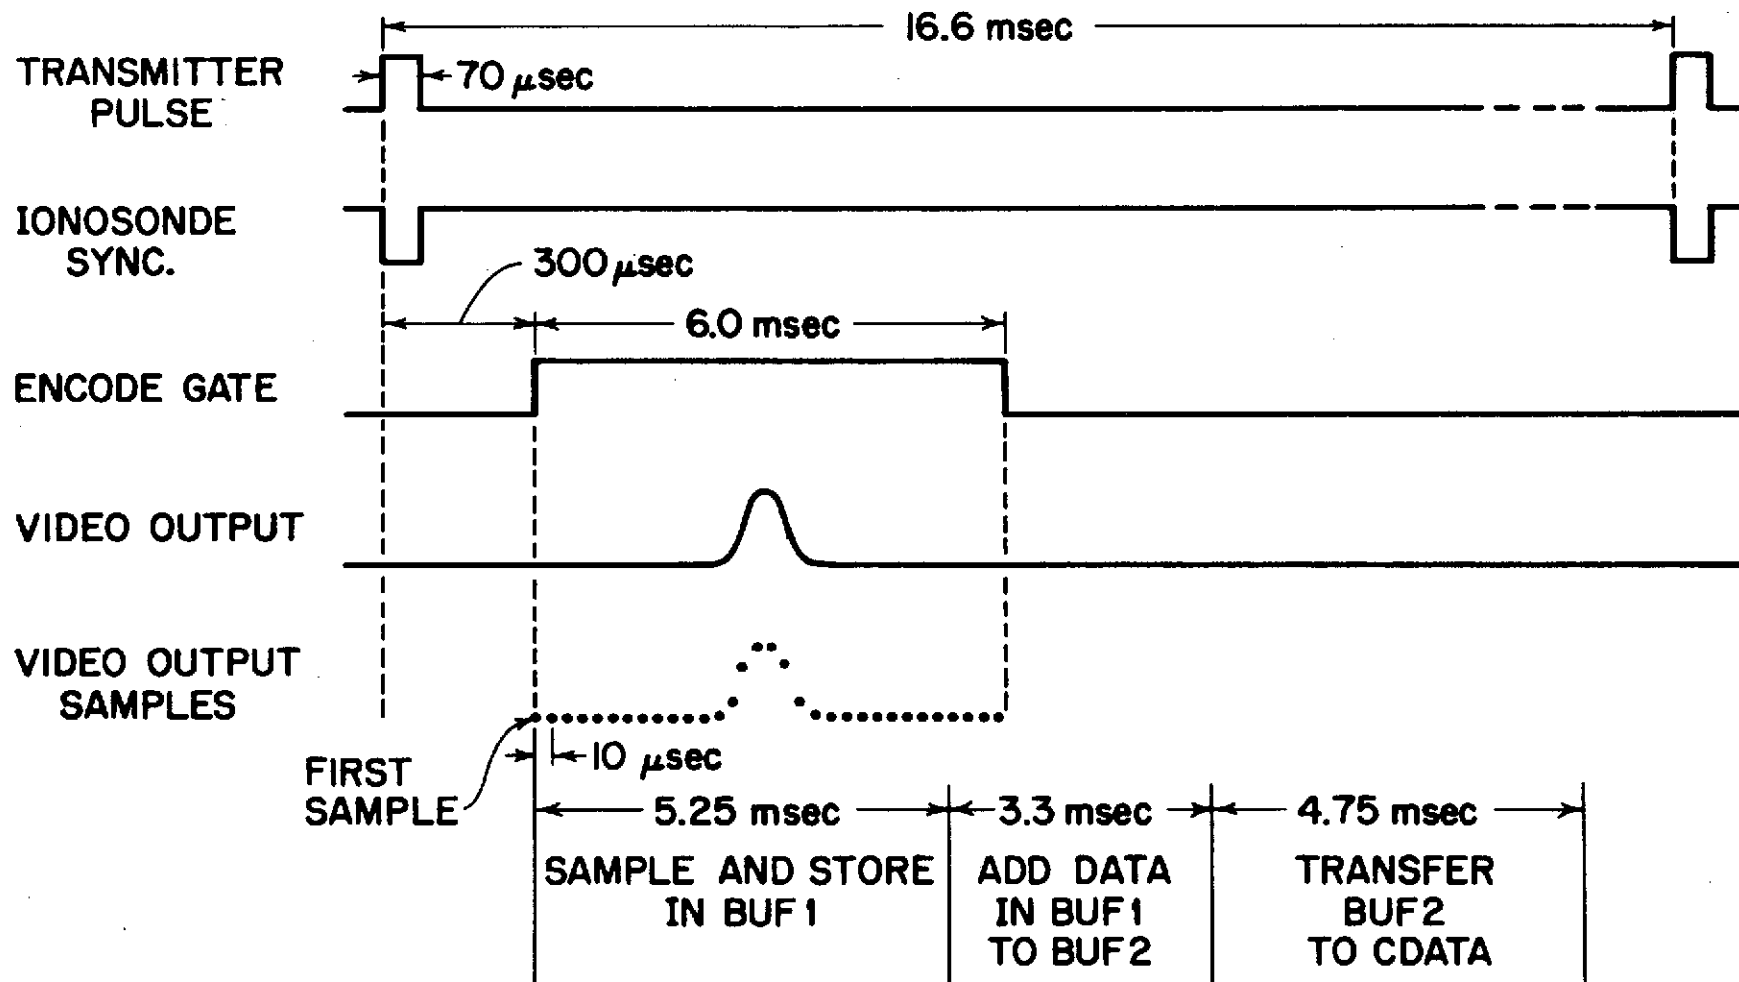 16.6 msec
TRANSMITTER
PULSE
70 μsec
IONOSONDE
SYNC.
300 μsec
6.0 msec
ENCODE GATE
VIDEO OUTPUT
VIDEO OUTPUT
SAMPLES
FIRST
SAMPLE
10 μsec
5.25 msec
3.3 msec
4.75 msec
SAMPLE AND STORE
IN BUF1
ADD DATA
IN BUF1
TO BUF2
TRANSFER
BUF2
TO CDATA